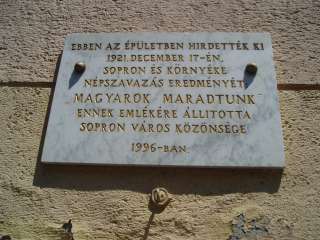 EBBEN AZ ÉPÜLETBEN HIRDETTÉK KI
1921. DECEMBER 17-ÉN,
SOPRON ÉS KÖRNYÉKE
NÉPSZAVAZÁS EREDMÉNYÉT
"MAGYAROK MARADTUNK"
ENNEK EMLÉKÉRE ÁLLITOTTA
SOPRON VÁROS KÖZÖNSÉGE
1996-BAN.